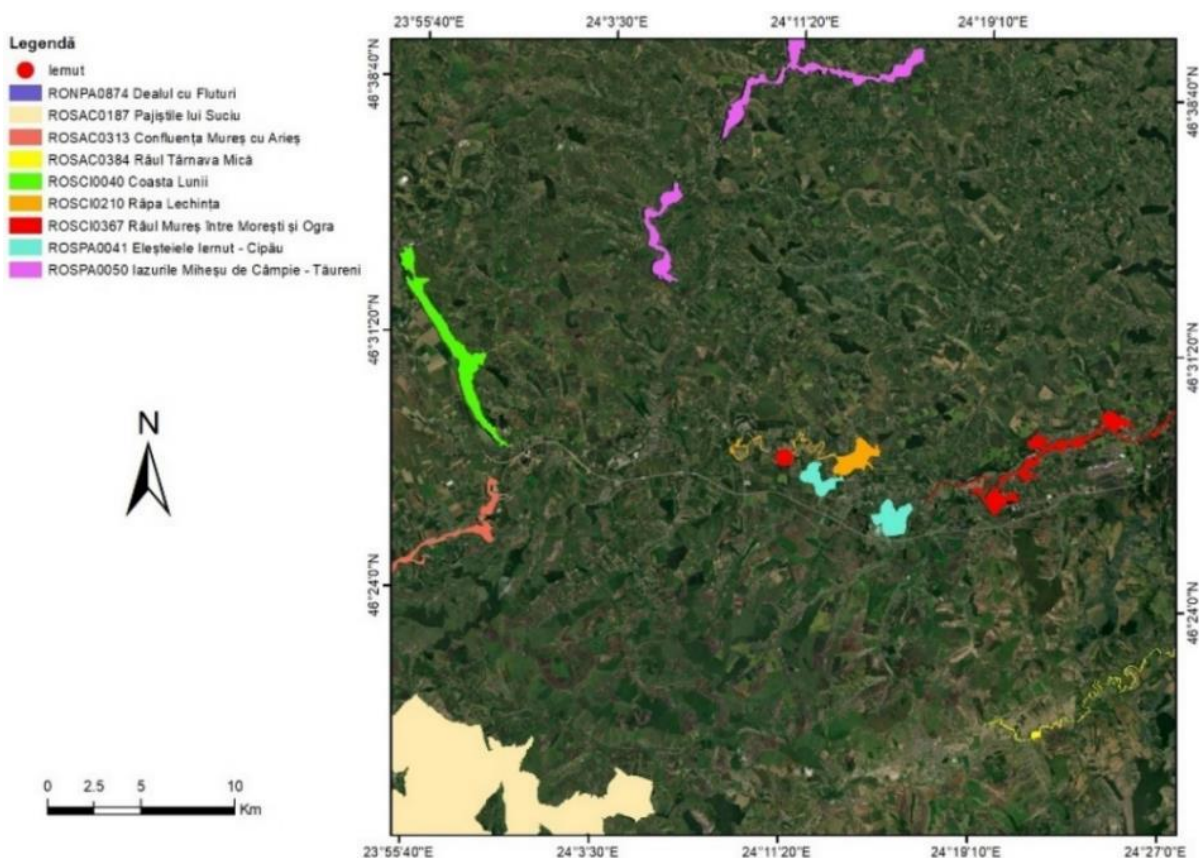 Legendă
Iernut
RONPA0874 Dealul cu Fluturi
ROSAC0187 Pajiștile lui Suciu
ROSAC0313 Confluența Mureș cu Arieș
ROSAC0384 Râul Târnava Mică
ROSCI0040 Coasta Lunii
ROSCI0210 Râpa Lechința
ROSCI0367 Râul Mureș între Morești și Ogra
ROSPA0041 Eleșteiele Iernut - Cipău
ROSPA0050 Iazurile Miheșu de Câmpie - Tăureni
N
0 2.5 5 10
Km
23°55'40"E 24°3'30"E 24°11'20"E 24°19'10"E
46°38'40"N 46°38'40"N
46°31'20"N 46°31'20"N
46°24'0"N 46°24'0"N
23°55'40"E 24°3'30"E 24°11'20"E 24°19'10"E 24°27'0"E